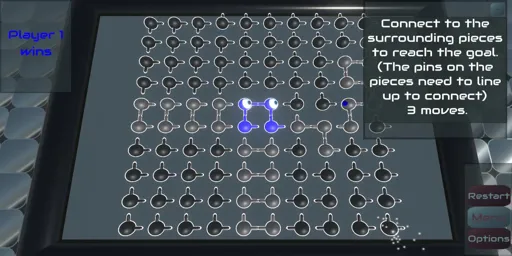 Player 1
wins
Connect to the
surrounding pieces
to reach the goal.
(The pins on the
pieces need to line
up to connect)
3 moves.
Restart
Options